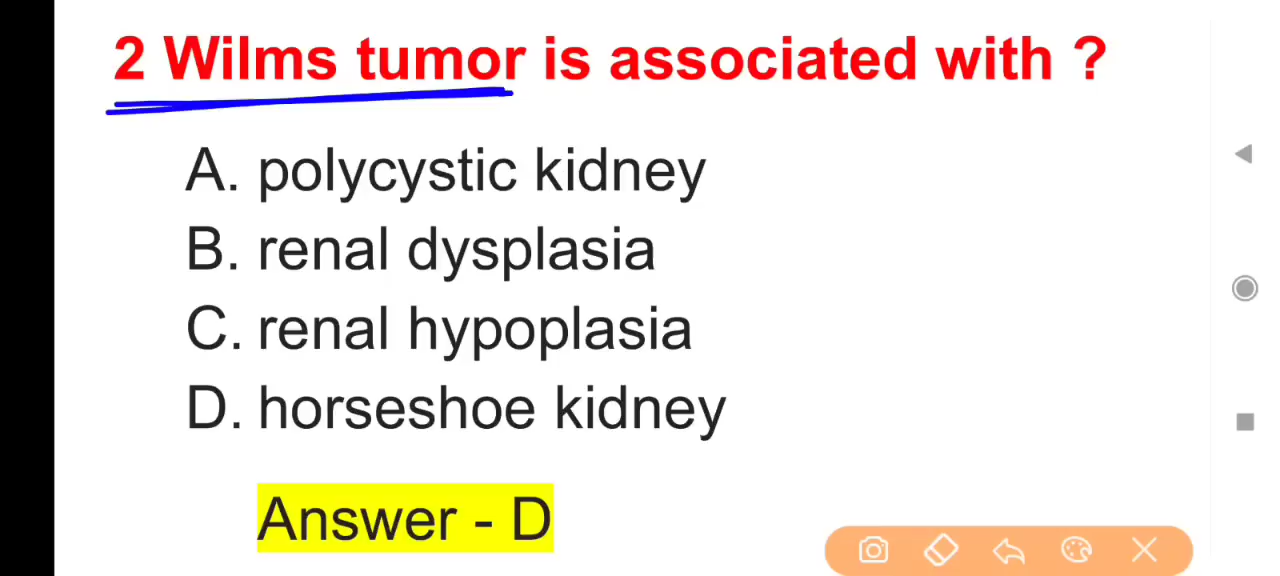 2 Wilms tumor is associated with ?
A. polycystic kidney
B. renal dysplasia
C. renal hypoplasia
D. horseshoe kidney
Answer - D